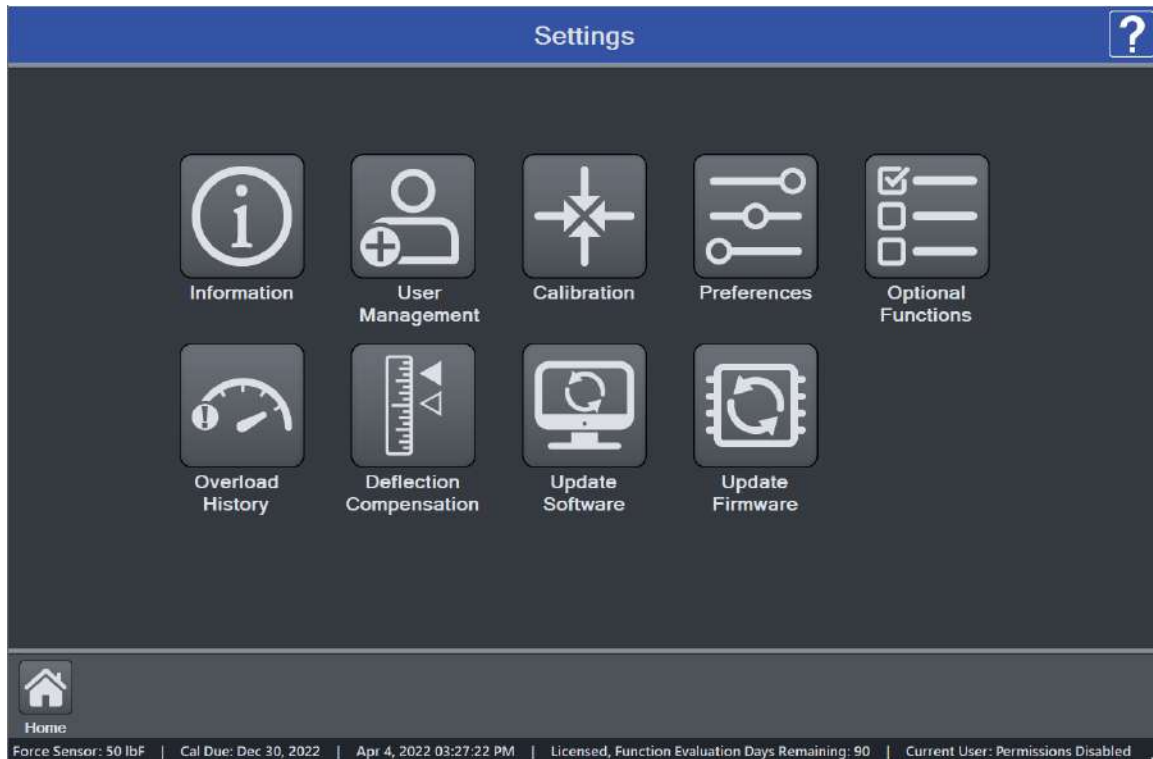 Settings
?
Information
User
Management
Calibration
Preferences
Optional
Functions
Overload
History
Deflection
Compensation
Update
Software
Update
Firmware
Home
Force Sensor: 50 lbF | Cal Due: Dec 30, 2022 | Apr 4, 2022 03:27:22 PM | Licensed, Function Evaluation Days Remaining: 90 | Current User: Permissions Disabled